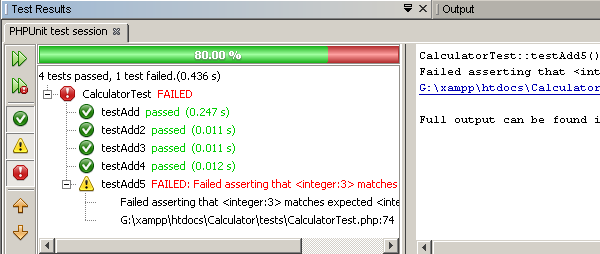 Test Results
Output
PHPUnit test session
80.00 %
4 tests passed, 1 test failed.(0.436 s)
CalculatorTest FAILED
testAdd passed (0.247 s)
testAdd2 passed (0.011 s)
testAdd3 passed (0.011 s)
testAdd4 passed (0.012 s)
testAdd5 FAILED: Failed asserting that <integer:3> matches
Failed asserting that <integer:3> matches expected <inte
G:\xampp\htdocs\Calculator\tests\CalculatorTest.php:74
CalculatorTest::testAdd5()
Failed asserting that <int
G:\xampp\htdocs\Calculator
Full output can be found i